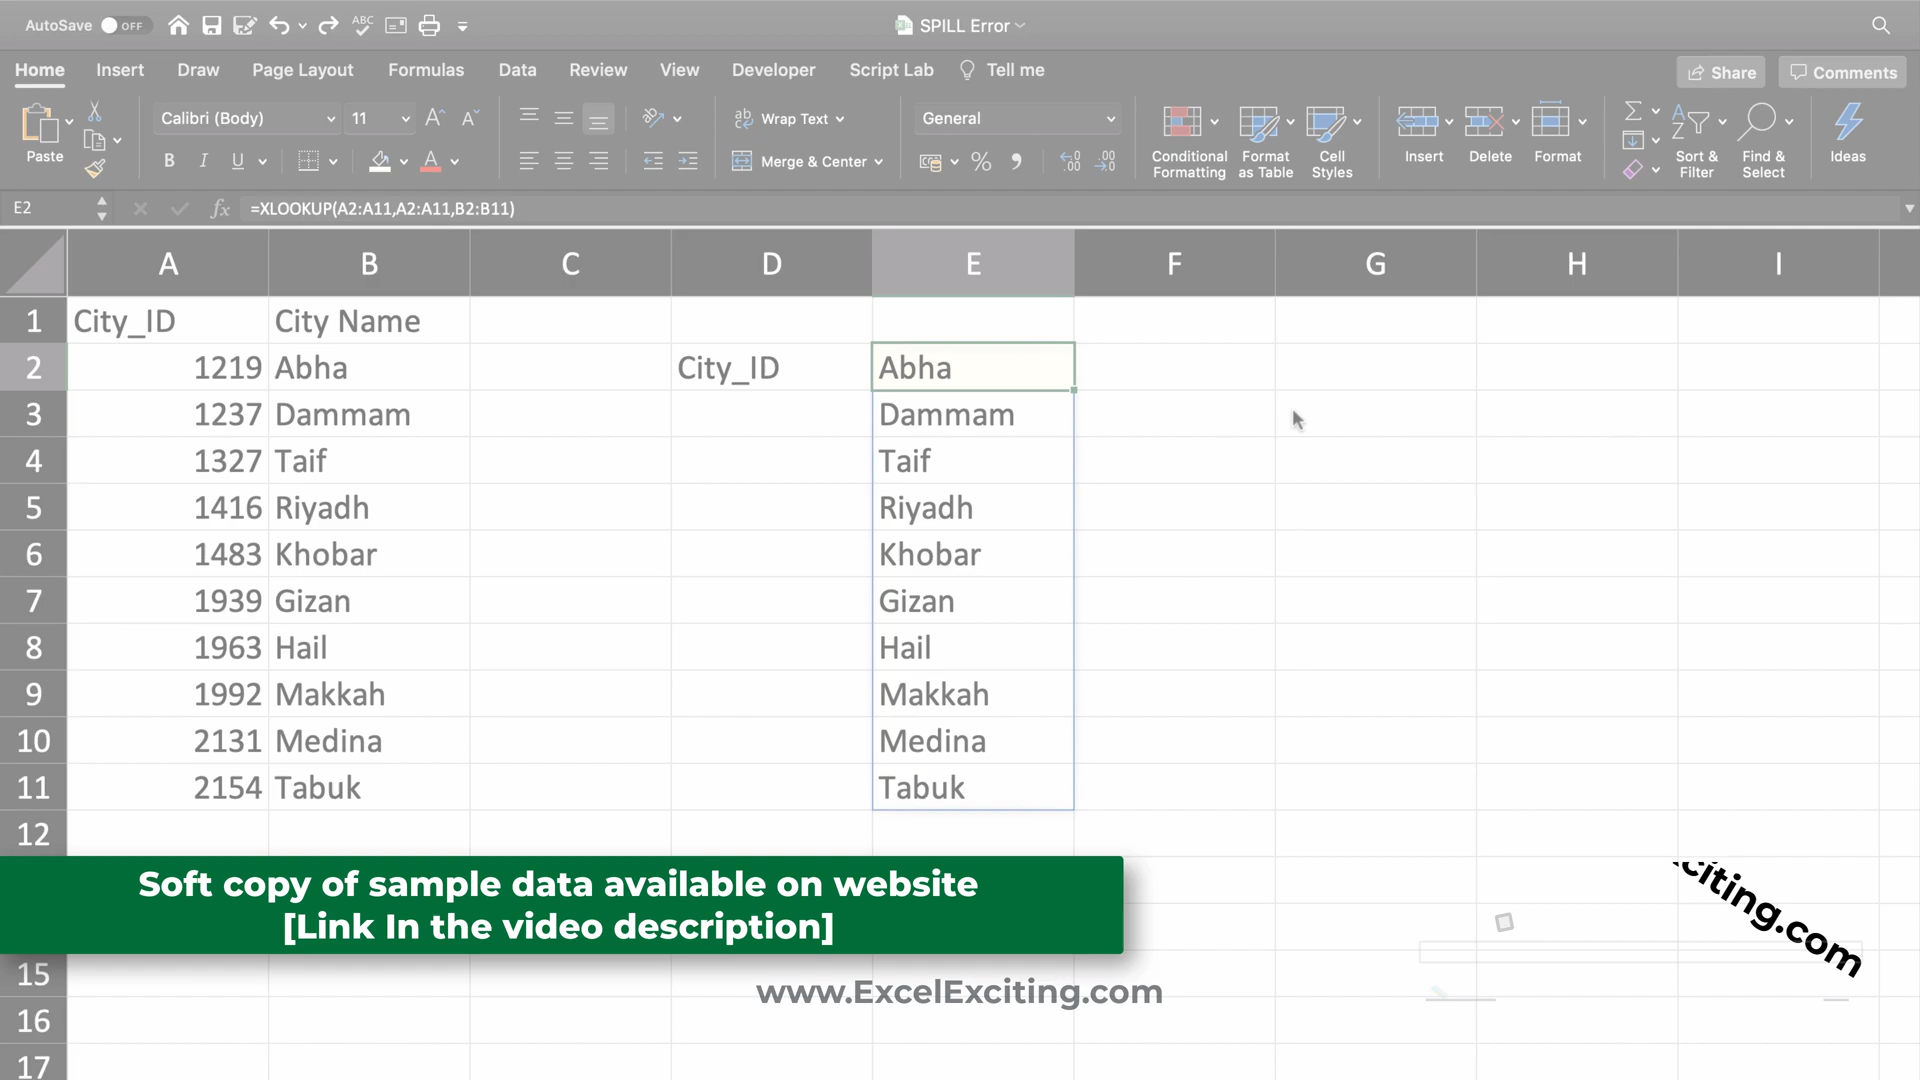 AutoSave OFF
SPILL Error
Home Insert Draw Page Layout Formulas Data Review View Developer Script Lab Tell me
Share Comments
Paste
Calibri (Body) 11
B I U
ABC
Wrap Text
Merge & Center
General
Conditional Formatting
Format as Table
Cell Styles
Insert
Delete
Format
Sort & Filter
Find & Select
Ideas
E2 fx =XLOOKUP(A2:A11,A2:A11,B2:B11)
A B C D E F G H I
1 City_ID City Name
2 1219 Abha City_ID Abha
3 1237 Dammam Dammam
4 1327 Taif Taif
5 1416 Riyadh Riyadh
6 1483 Khobar Khobar
7 1939 Gizan Gizan
8 1963 Hail Hail
9 1992 Makkah Makkah
10 2131 Medina Medina
11 2154 Tabuk Tabuk
12
Soft copy of sample data available on website
[Link In the video description]
citing.com
15
www.ExcelExciting.com
16
17